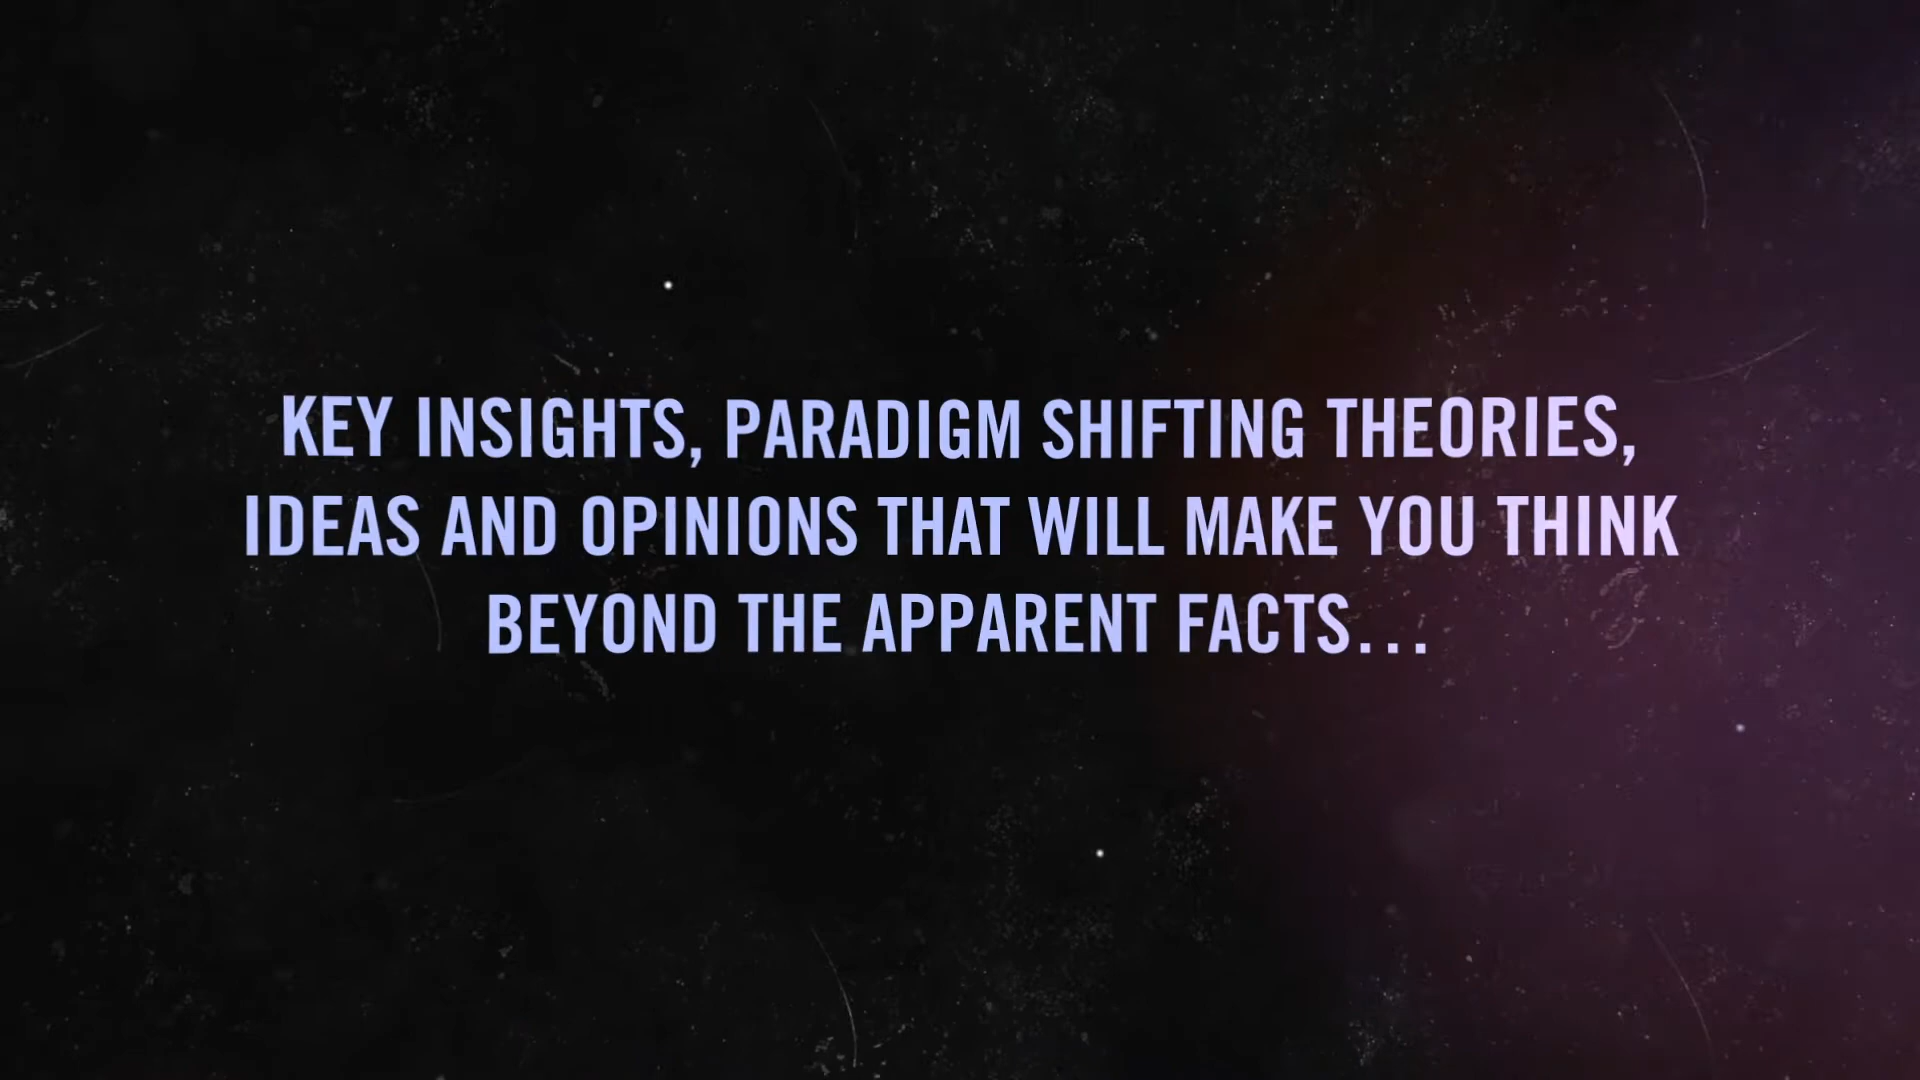 KEY INSIGHTS, PARADIGM SHIFTING THEORIES,
IDEAS AND OPINIONS THAT WILL MAKE YOU THINK
BEYOND THE APPARENT FACTS...